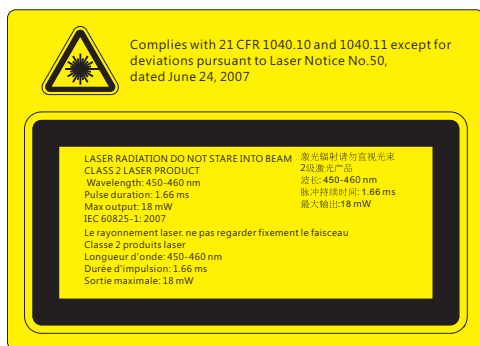 Complies with 21 CFR 1040.10 and 1040.11 except for
deviations pursuant to Laser Notice No.50,
dated June 24, 2007
LASER RADIATION DO NOT STARE INTO BEAM
CLASS 2 LASER PRODUCT
Wavelength: 450-460 nm
Pulse duration: 1.66 ms
Max output: 18 mW
IEC 60825-1: 2007
Le rayonnement laser. ne pas regarder fixement le faisceau
Classe 2 produits laser
Longueur d'onde: 450-460 nm
Durée d'impulsion: 1.66 ms
Sortie maximale: 18 mW
激光辐射请勿直视光束
2级激光产品
波长: 450-460 nm
脉冲持续时间: 1.66 ms
最大输出:18 mW